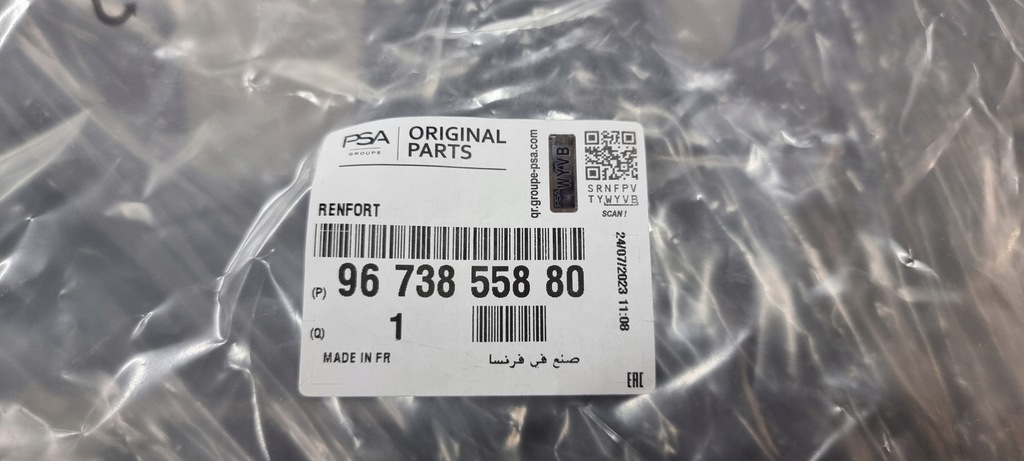 PSA
GROUPE
ORIGINAL
PARTS
qr.groupe-psa.com
WYVB
SRNFPV
TYWYVB
SCAN!
RENFORT
24/07/2023 11:08
(P) 96 738 558 80
(Q) 1
MADE IN FR
صنع في فرنسا
EAC